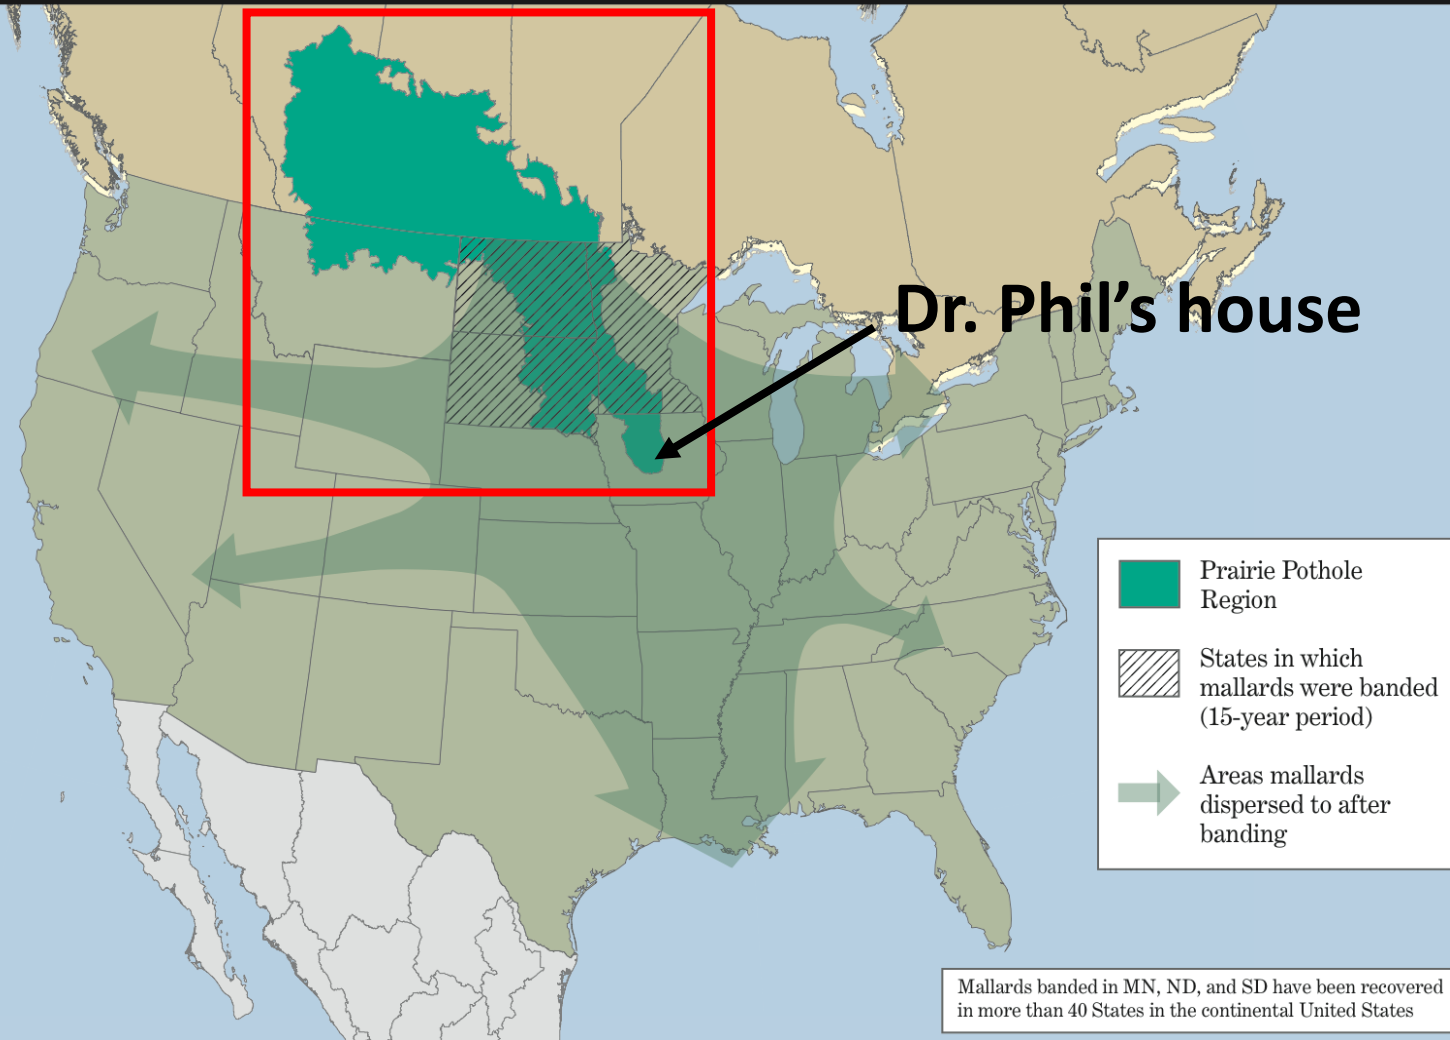 Dr. Phil’s house
Prairie Pothole
Region
States in which
mallards were banded
(15-year period)
Areas mallards
dispersed to after
banding
Mallards banded in MN, ND, and SD have been recovered
in more than 40 States in the continental United States